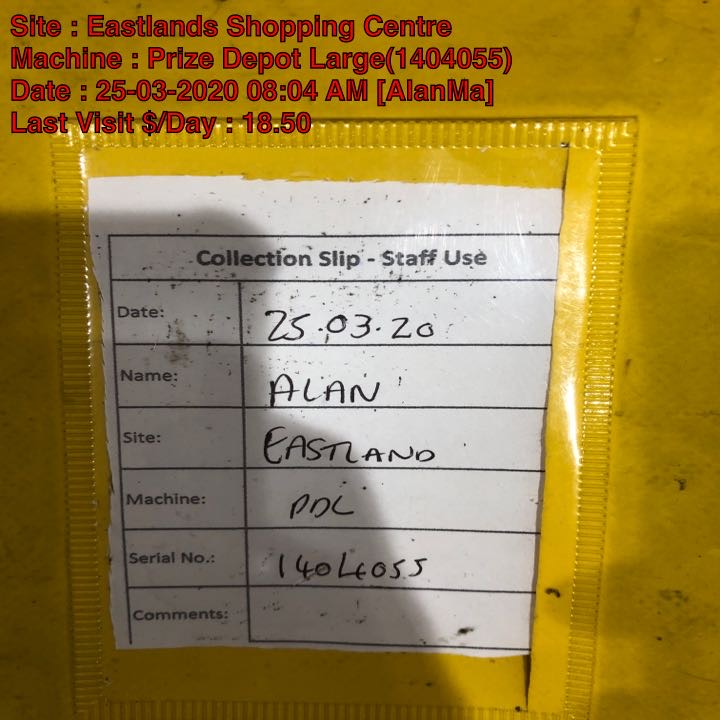 Site : Eastlands Shopping Centre
Machine : Prize Depot Large(1404055)
Date : 25-03-2020 08:04 AM [AlanMa]
Last Visit $/Day : 18.50
Collection Slip - Staff Use
Date: 25.03.20
Name: ALAN
Site: EASTLAND
Machine: PDL
Serial No.: 1404055
Comments: